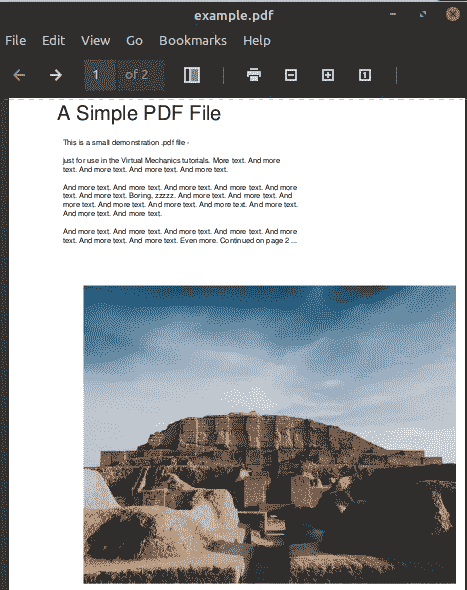 example.pdf
File Edit View Go Bookmarks Help
1 of 2
1
A Simple PDF File
This is a small demonstration .pdf file -
just for use in the Virtual Mechanics tutorials. More text. And more
text. And more text. And more text. And more text.
And more text. And more text. And more text. And more text. And more
text. And more text. Boring, zzzzz. And more text. And more text. And
more text. And more text. And more text. And more text. And more text.
And more text. And more text.
And more text. And more text. And more text. And more text. And more
text. And more text. And more text. Even more. Continued on page 2 ...